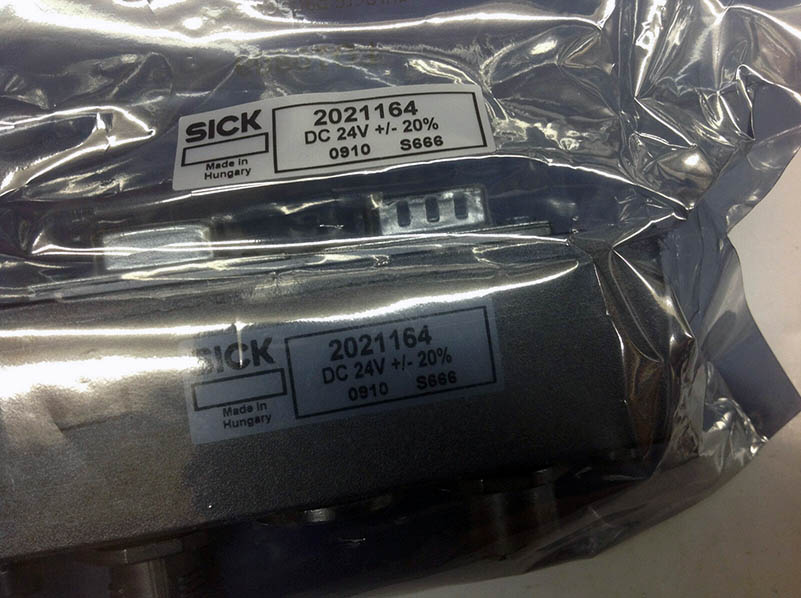 SICK
2021164
DC 24V +/- 20%
0910 S666
Made in
Hungary
SICK
2021164
DC 24V +/- 20%
0910 S666
Made in
Hungary